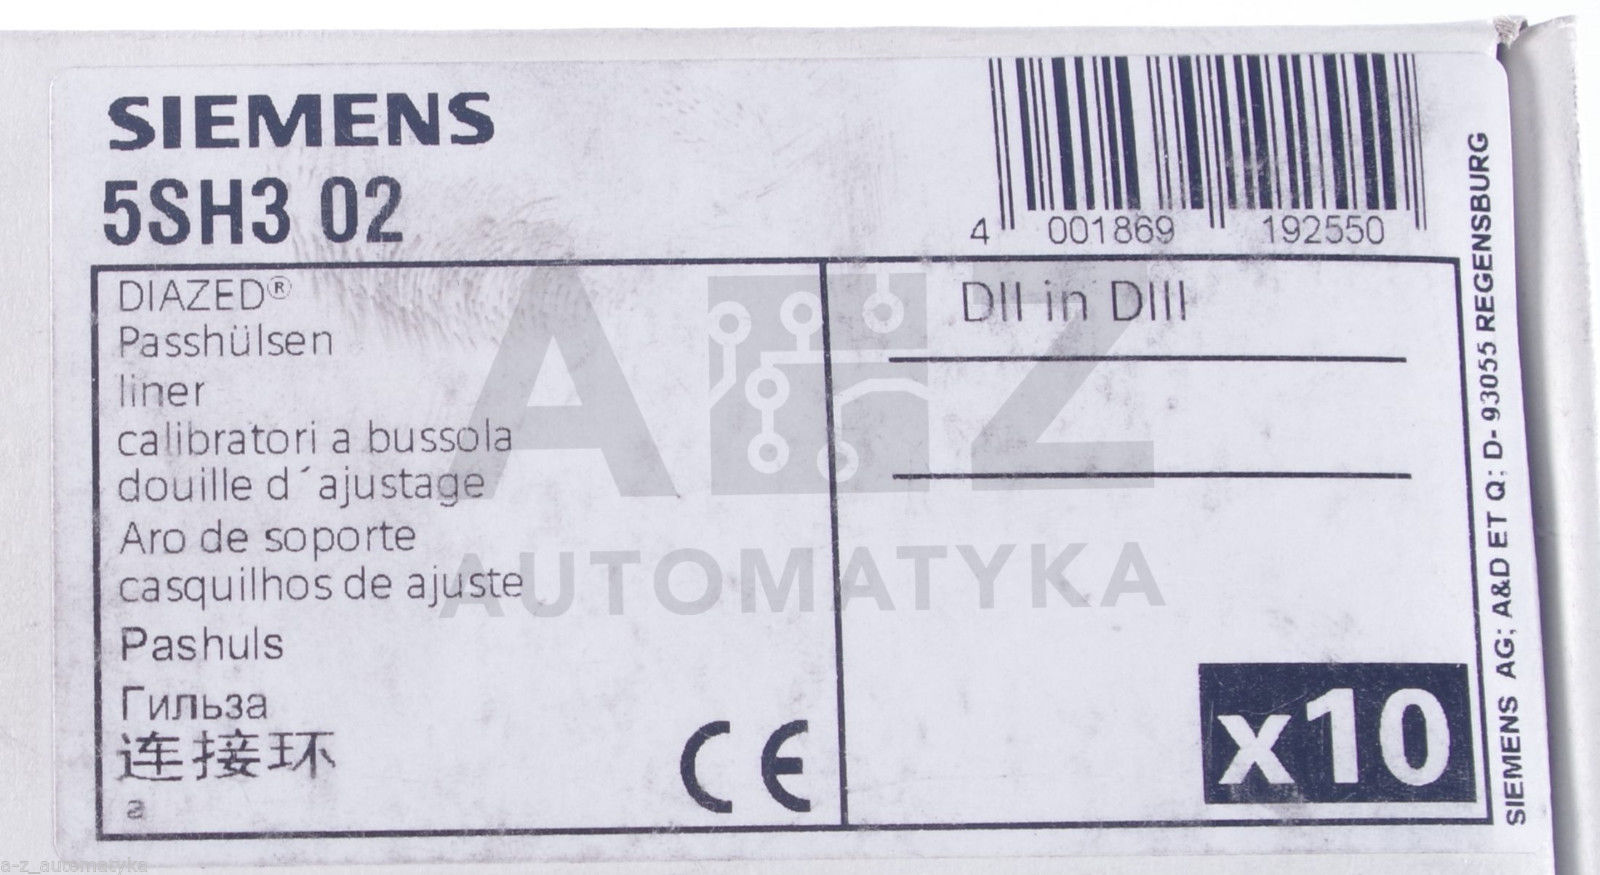 SIEMENS
5SH3 02
4 001869 192550
DIAZED®
Passhülsen
liner
calibratori a bussola
douille d´ajustage
Aro de soporte
casquilhos de ajuste
Pashuls
Гильза
连接环
DII in DIII
CE
x10
SIEMENS AG; A&D ET Q; D- 93055 REGENSBURG
A-Z
AUTOMATYKA
a-z_automatyka